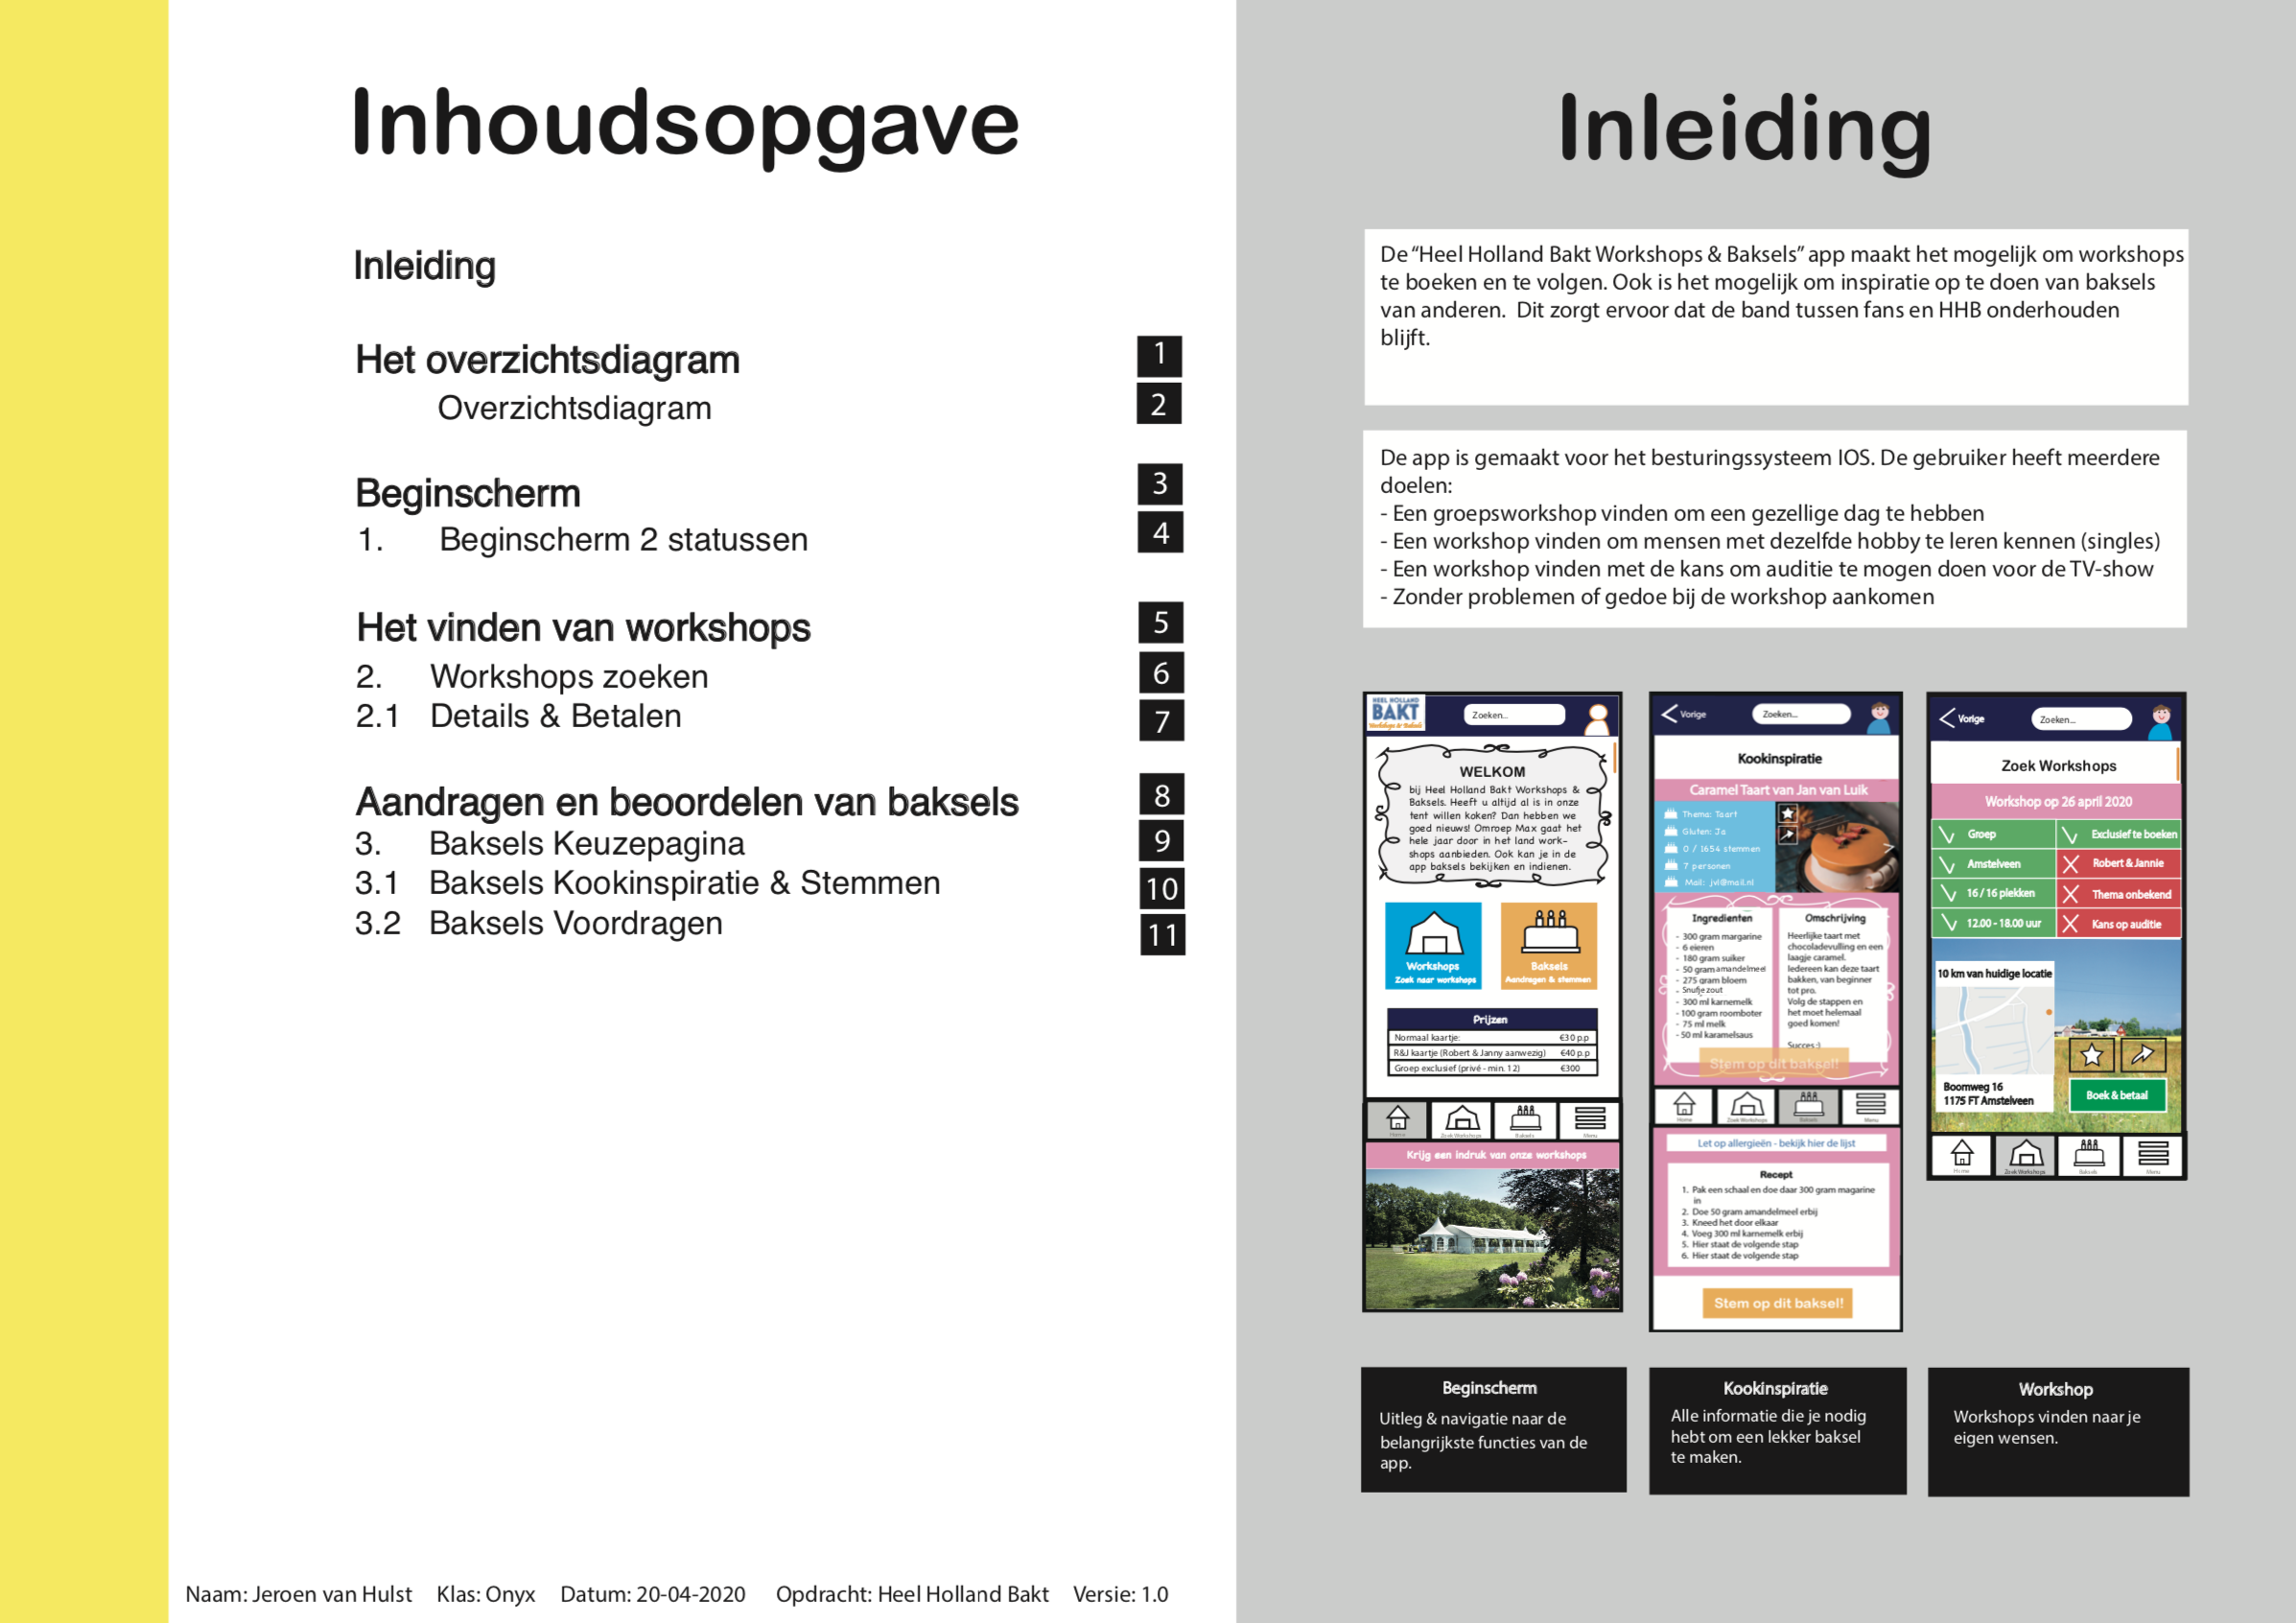 Inhoudsopgave
Inleiding
Het overzichtsdiagram 1
Overzichtsdiagram 2
Beginscherm 3
1. Beginscherm 2 statussen 4
Het vinden van workshops 5
2. Workshops zoeken 6
2.1 Details & Betalen 7
Aandragen en beoordelen van baksels 8
3. Baksels Keuzepagina 9
3.1 Baksels Kookinspiratie & Stemmen 10
3.2 Baksels Voordragen 11
Naam: Jeroen van Hulst Klas: Onyx Datum: 20-04-2020 Opdracht: Heel Holland Bakt Versie: 1.0
Inleiding
De “Heel Holland Bakt Workshops & Baksels” app maakt het mogelijk om workshops
te boeken en te volgen. Ook is het mogelijk om inspiratie op te doen van baksels
van anderen. Dit zorgt ervoor dat de band tussen fans en HHB onderhouden
blijft.
De app is gemaakt voor het besturingssysteem IOS. De gebruiker heeft meerdere
doelen:
- Een groepsworkshop vinden om een gezellige dag te hebben
- Een workshop vinden om mensen met dezelfde hobby te leren kennen (singles)
- Een workshop vinden met de kans om auditie te mogen doen voor de TV-show
- Zonder problemen of gedoe bij de workshop aankomen
HEEL HOLLAND
BAKT
Workshops & Baksels
Zoeken...
WELKOM
bij Heel Holland Bakt Workshops &
Baksels. Heeft u altijd al is in onze
tent willen koken? Dan hebben we
goed nieuws! Omroep Max gaat het
hele jaar door in het land work-
shops aanbieden. Ook kan je in de
app baksels bekijken en indienen.
Workshops
Zoek naar workshops
Baksels
Aandragen & stemmen
Prijzen
Normaal kaartje: €30 p.p
R&J kaartje (Robert & Janny aanwezig) €40 p.p
Groep exclusief (privé - min. 12) €300
Home Zoek Workshops Baksels Menu
Krijg een indruk van onze workshops
Vorige
Zoeken...
Kookinspiratie
Caramel Taart van Jan van Luik
Thema: Taart
Gluten: Ja
0 / 1654 stemmen
7 personen
Mail: jvl@mail.nl
Ingredienten
- 300 gram margarine
- 6 eieren
- 180 gram suiker
- 50 gram amandelmeel
- 275 gram bloem
- Snufje zout
- 300 ml karnemelk
- 100 gram roomboter
- 75 ml melk
- 50 ml karamelsaus
Omschrijving
Heerlijke taart met
chocoladevulling en een
laagje caramel.
Iedereen kan deze taart
bakken, van beginner
tot pro.
Volg de stappen en
het moet helemaal
goed komen!
Succes :)
Stem op dit baksel!
Home Zoek Workshops Baksels Menu
Let op allergieën - bekijk hier de lijst
Recept
1. Pak een schaal en doe daar 300 gram magarine
in
2. Doe 50 gram amandelmeel erbij
3. Kneed het door elkaar
4. Voeg 300 ml karnemelk erbij
5. Hier staat de volgende stap
6. Hier staat de volgende stap
Stem op dit baksel!
Vorige
Zoeken...
Zoek Workshops
Workshop op 26 april 2020
Groep Exclusief te boeken
Amstelveen Robert & Jannie
16 / 16 plekken Thema onbekend
12.00 - 18.00 uur Kans op auditie
10 km van huidige locatie
Boomweg 16
1175 FT Amstelveen
Boek & betaal
Home Zoek Workshops Baksels Menu
Beginscherm
Uitleg & navigatie naar de
belangrijkste functies van de
app.
Kookinspiratie
Alle informatie die je nodig
hebt om een lekker baksel
te maken.
Workshop
Workshops vinden naar je
eigen wensen.